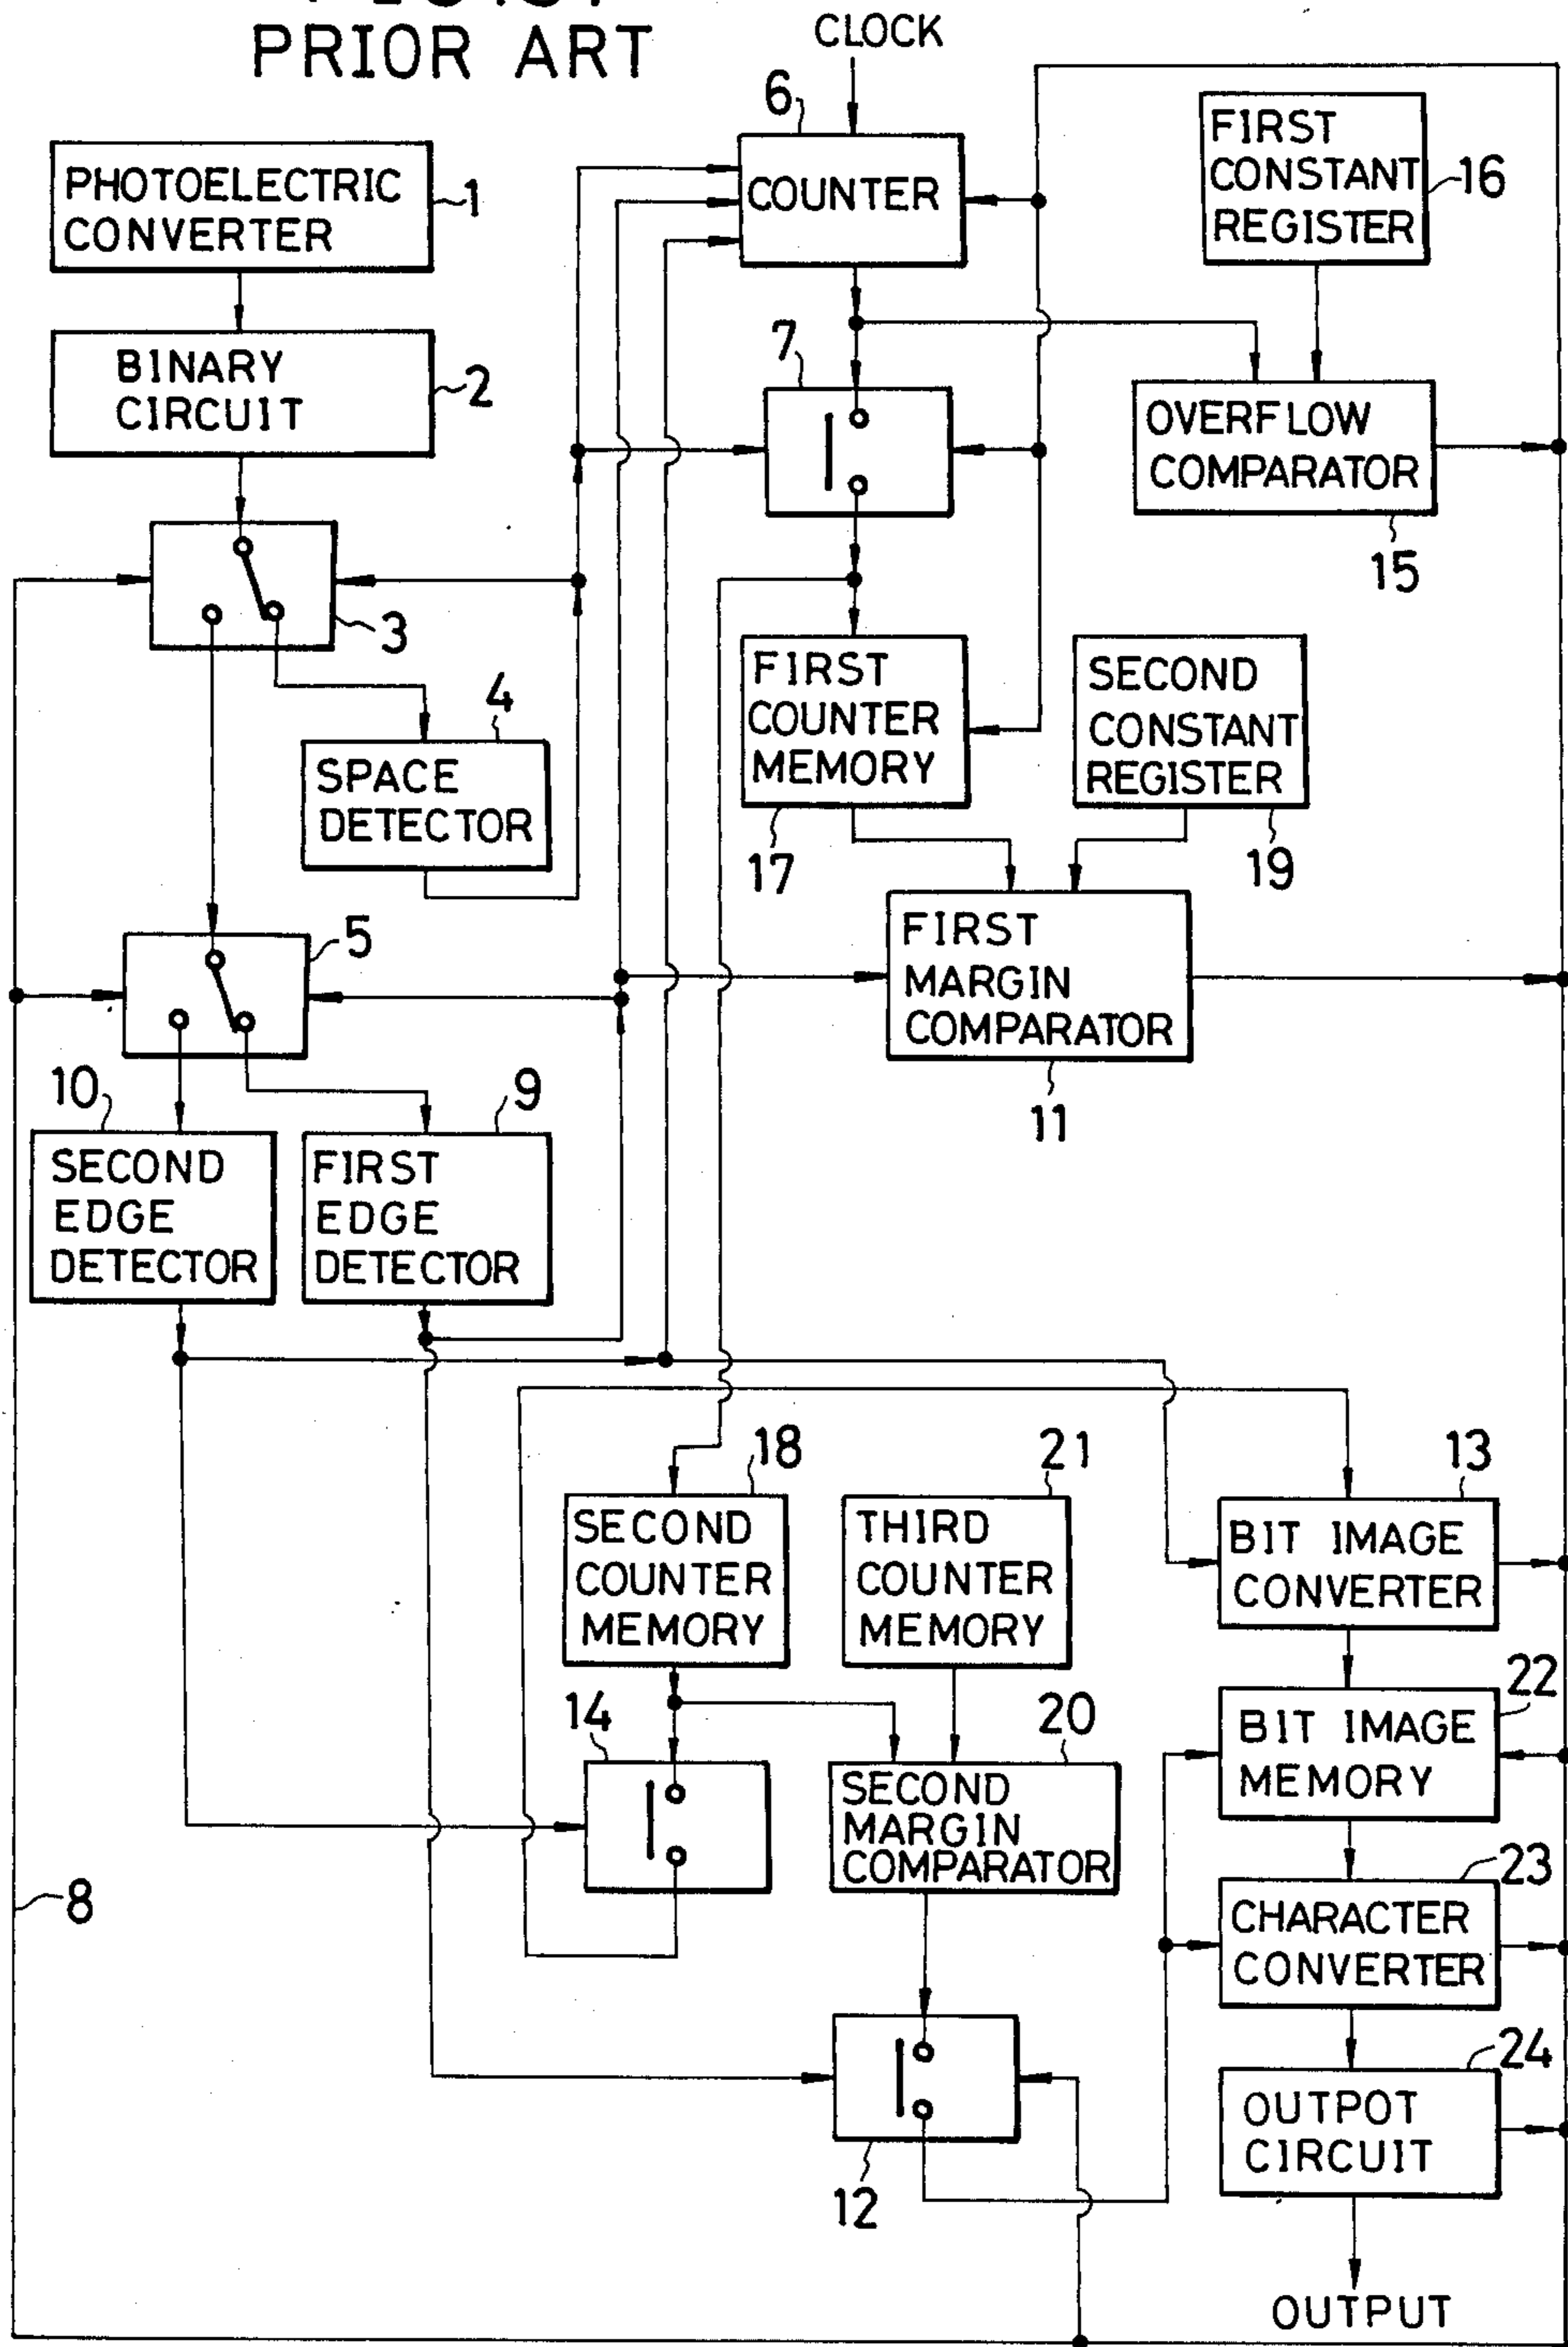 PRIOR ART
CLOCK
6
COUNTER
FIRST
CONSTANT
REGISTER
16
PHOTOELECTRIC
CONVERTER
1
BINARY
CIRCUIT
2
7
OVERFLOW
COMPARATOR
15
3
4
SPACE
DETECTOR
FIRST
COUNTER
MEMORY
17
SECOND
CONSTANT
REGISTER
19
5
FIRST
MARGIN
COMPARATOR
11
10
SECOND
EDGE
DETECTOR
9
FIRST
EDGE
DETECTOR
18
SECOND
COUNTER
MEMORY
21
THIRD
COUNTER
MEMORY
13
BIT IMAGE
CONVERTER
14
20
SECOND
MARGIN
COMPARATOR
22
BIT IMAGE
MEMORY
8
23
CHARACTER
CONVERTER
12
24
OUTPOT
CIRCUIT
OUTPUT